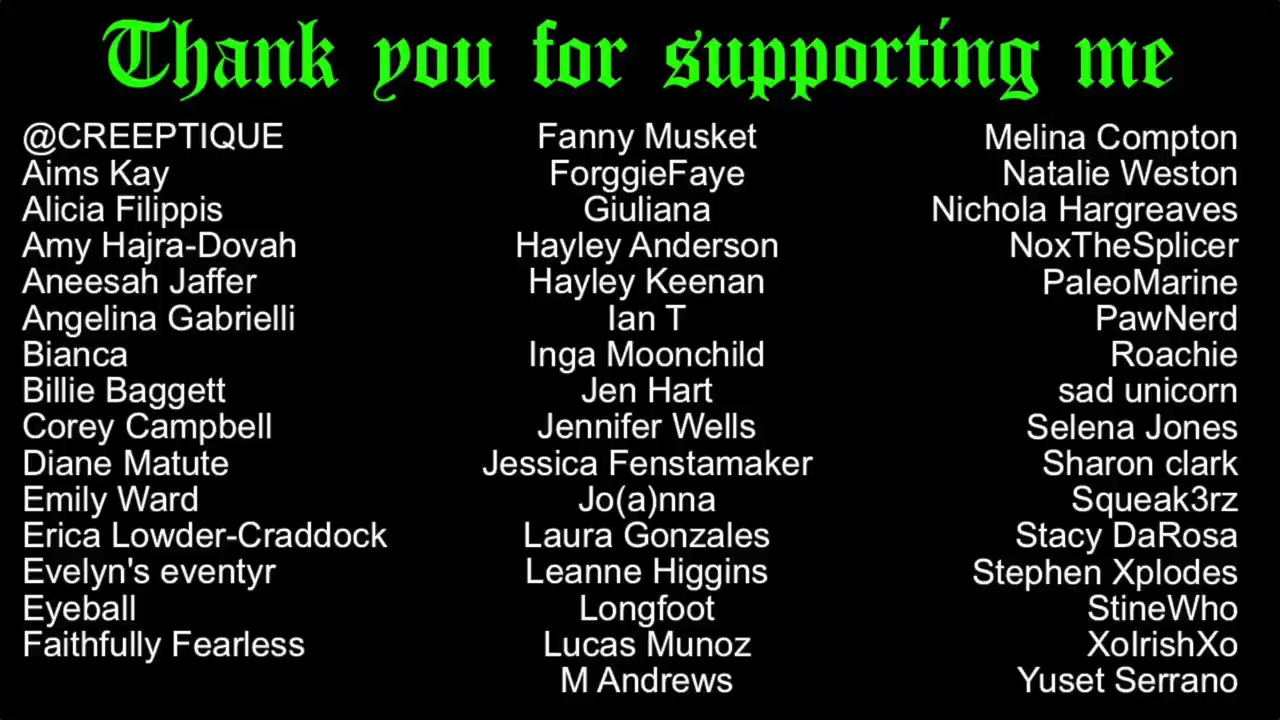 Thank you for supporting me
@CREEPTIQUE
Aims Kay
Alicia Filippis
Amy Hajra-Dovah
Aneesah Jaffer
Angelina Gabrielli
Bianca
Billie Baggett
Corey Campbell
Diane Matute
Emily Ward
Erica Lowder-Craddock
Evelyn's eventyr
Eyeball
Faithfully Fearless
Fanny Musket
ForggieFaye
Giuliana
Hayley Anderson
Hayley Keenan
Ian T
Inga Moonchild
Jen Hart
Jennifer Wells
Jessica Fenstamaker
Jo(a)nna
Laura Gonzales
Leanne Higgins
Longfoot
Lucas Munoz
M Andrews
Melina Compton
Natalie Weston
Nichola Hargreaves
NoxTheSplicer
PaleoMarine
PawNerd
Roachie
sad unicorn
Selena Jones
Sharon clark
Squeak3rz
Stacy DaRosa
Stephen Xplodes
StineWho
XoIrishXo
Yuset Serrano